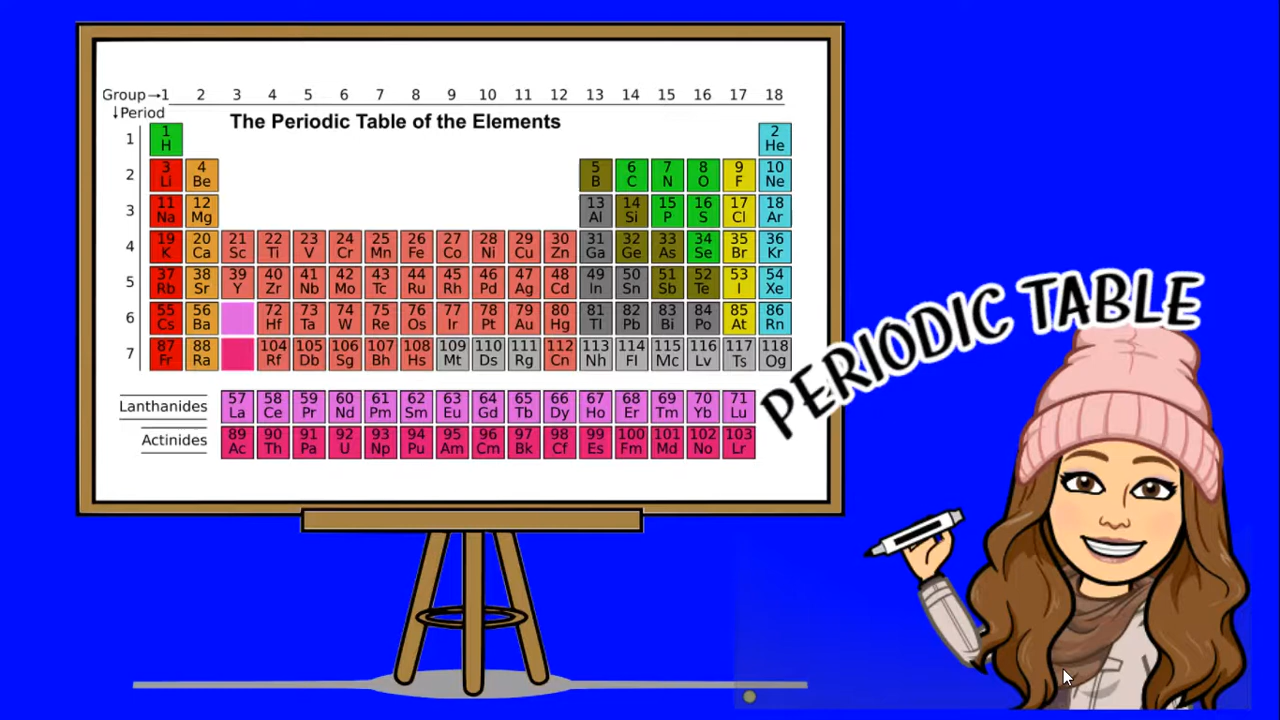 Group→1 2 3 4 5 6 7 8 9 10 11 12 13 14 15 16 17 18
↓Period
The Periodic Table of the Elements
1 1 2
H He
2 3 4 5 6 7 8 9 10
Li Be B C N O F Ne
3 11 12 13 14 15 16 17 18
Na Mg Al Si P S Cl Ar
4 19 20 21 22 23 24 25 26 27 28 29 30 31 32 33 34 35 36
K Ca Sc Ti V Cr Mn Fe Co Ni Cu Zn Ga Ge As Se Br Kr
5 37 38 39 40 41 42 43 44 45 46 47 48 49 50 51 52 53 54
Rb Sr Y Zr Nb Mo Tc Ru Rh Pd Ag Cd In Sn Sb Te I Xe
6 55 56 72 73 74 75 76 77 78 79 80 81 82 83 84 85 86
Cs Ba Hf Ta W Re Os Ir Pt Au Hg Tl Pb Bi Po At Rn
7 87 88 104 105 106 107 108 109 110 111 112 113 114 115 116 117 118
Fr Ra Rf Db Sg Bh Hs Mt Ds Rg Cn Nh Fl Mc Lv Ts Og
Lanthanides 57 58 59 60 61 62 63 64 65 66 67 68 69 70 71
La Ce Pr Nd Pm Sm Eu Gd Tb Dy Ho Er Tm Yb Lu
Actinides 89 90 91 92 93 94 95 96 97 98 99 100 101 102 103
Ac Th Pa U Np Pu Am Cm Bk Cf Es Fm Md No Lr
PERIODIC TABLE